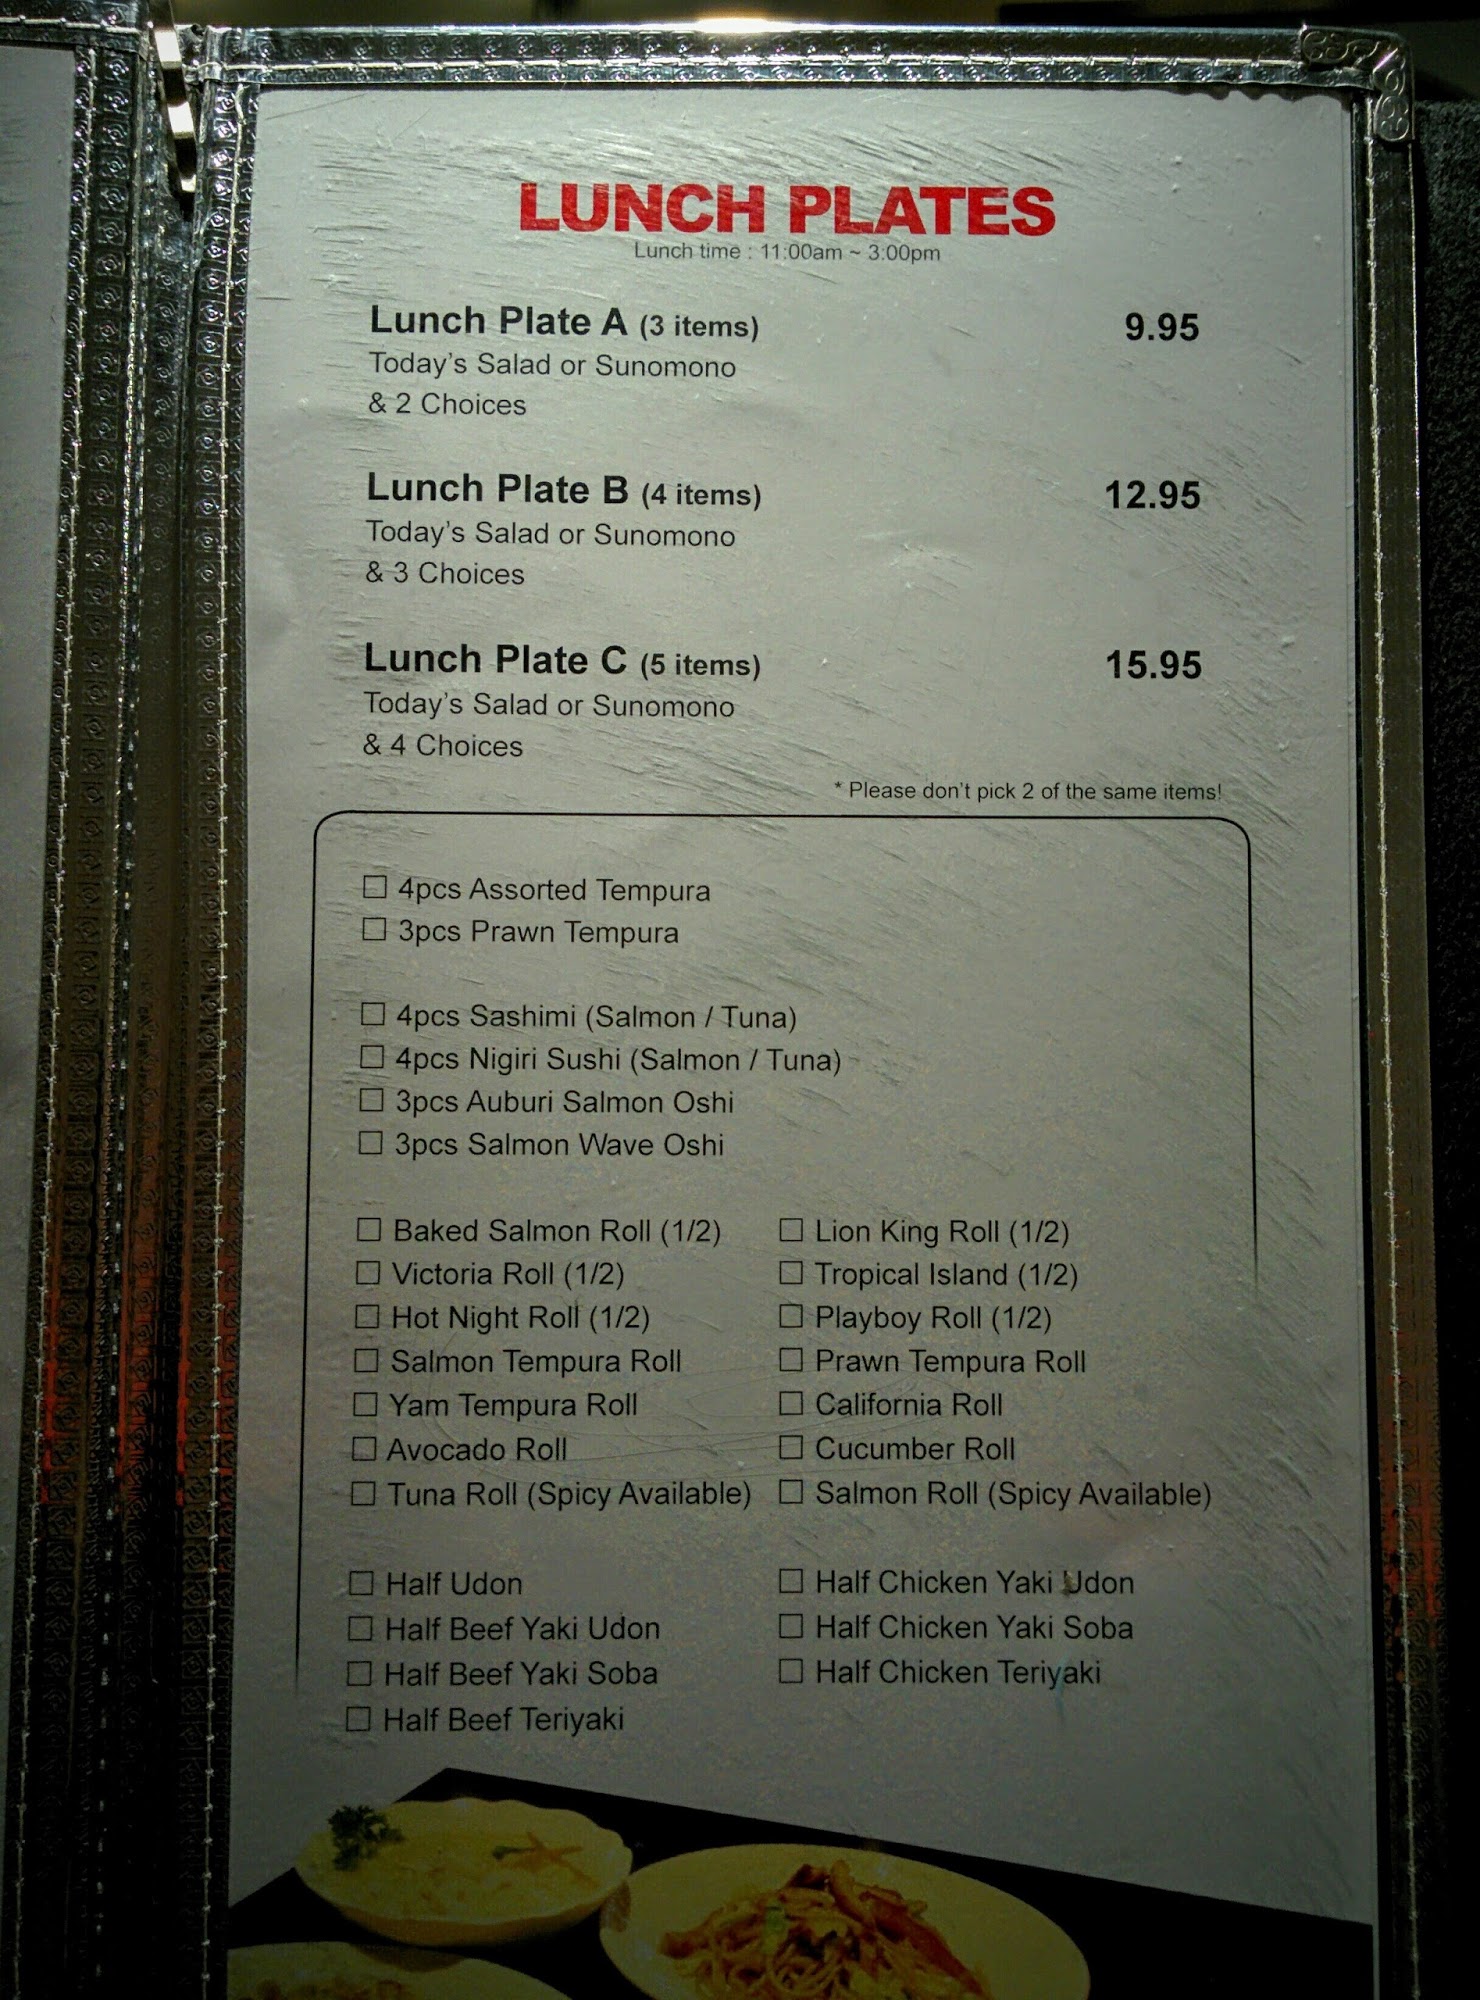 LUNCH PLATES
Lunch time : 11:00am ~ 3:00pm
Lunch Plate A (3 items) 9.95
Today's Salad or Sunomono
& 2 Choices
Lunch Plate B (4 items) 12.95
Today's Salad or Sunomono
& 3 Choices
Lunch Plate C (5 items) 15.95
Today's Salad or Sunomono
& 4 Choices
* Please don't pick 2 of the same items!
☐ 4pcs Assorted Tempura
☐ 3pcs Prawn Tempura
☐ 4pcs Sashimi (Salmon / Tuna)
☐ 4pcs Nigiri Sushi (Salmon / Tuna)
☐ 3pcs Auburi Salmon Oshi
☐ 3pcs Salmon Wave Oshi
☐ Baked Salmon Roll (1/2) ☐ Lion King Roll (1/2)
☐ Victoria Roll (1/2) ☐ Tropical Island (1/2)
☐ Hot Night Roll (1/2) ☐ Playboy Roll (1/2)
☐ Salmon Tempura Roll ☐ Prawn Tempura Roll
☐ Yam Tempura Roll ☐ California Roll
☐ Avocado Roll ☐ Cucumber Roll
☐ Tuna Roll (Spicy Available) ☐ Salmon Roll (Spicy Available)
☐ Half Udon ☐ Half Chicken Yaki Udon
☐ Half Beef Yaki Udon ☐ Half Chicken Yaki Soba
☐ Half Beef Yaki Soba ☐ Half Chicken Teriyaki
☐ Half Beef Teriyaki